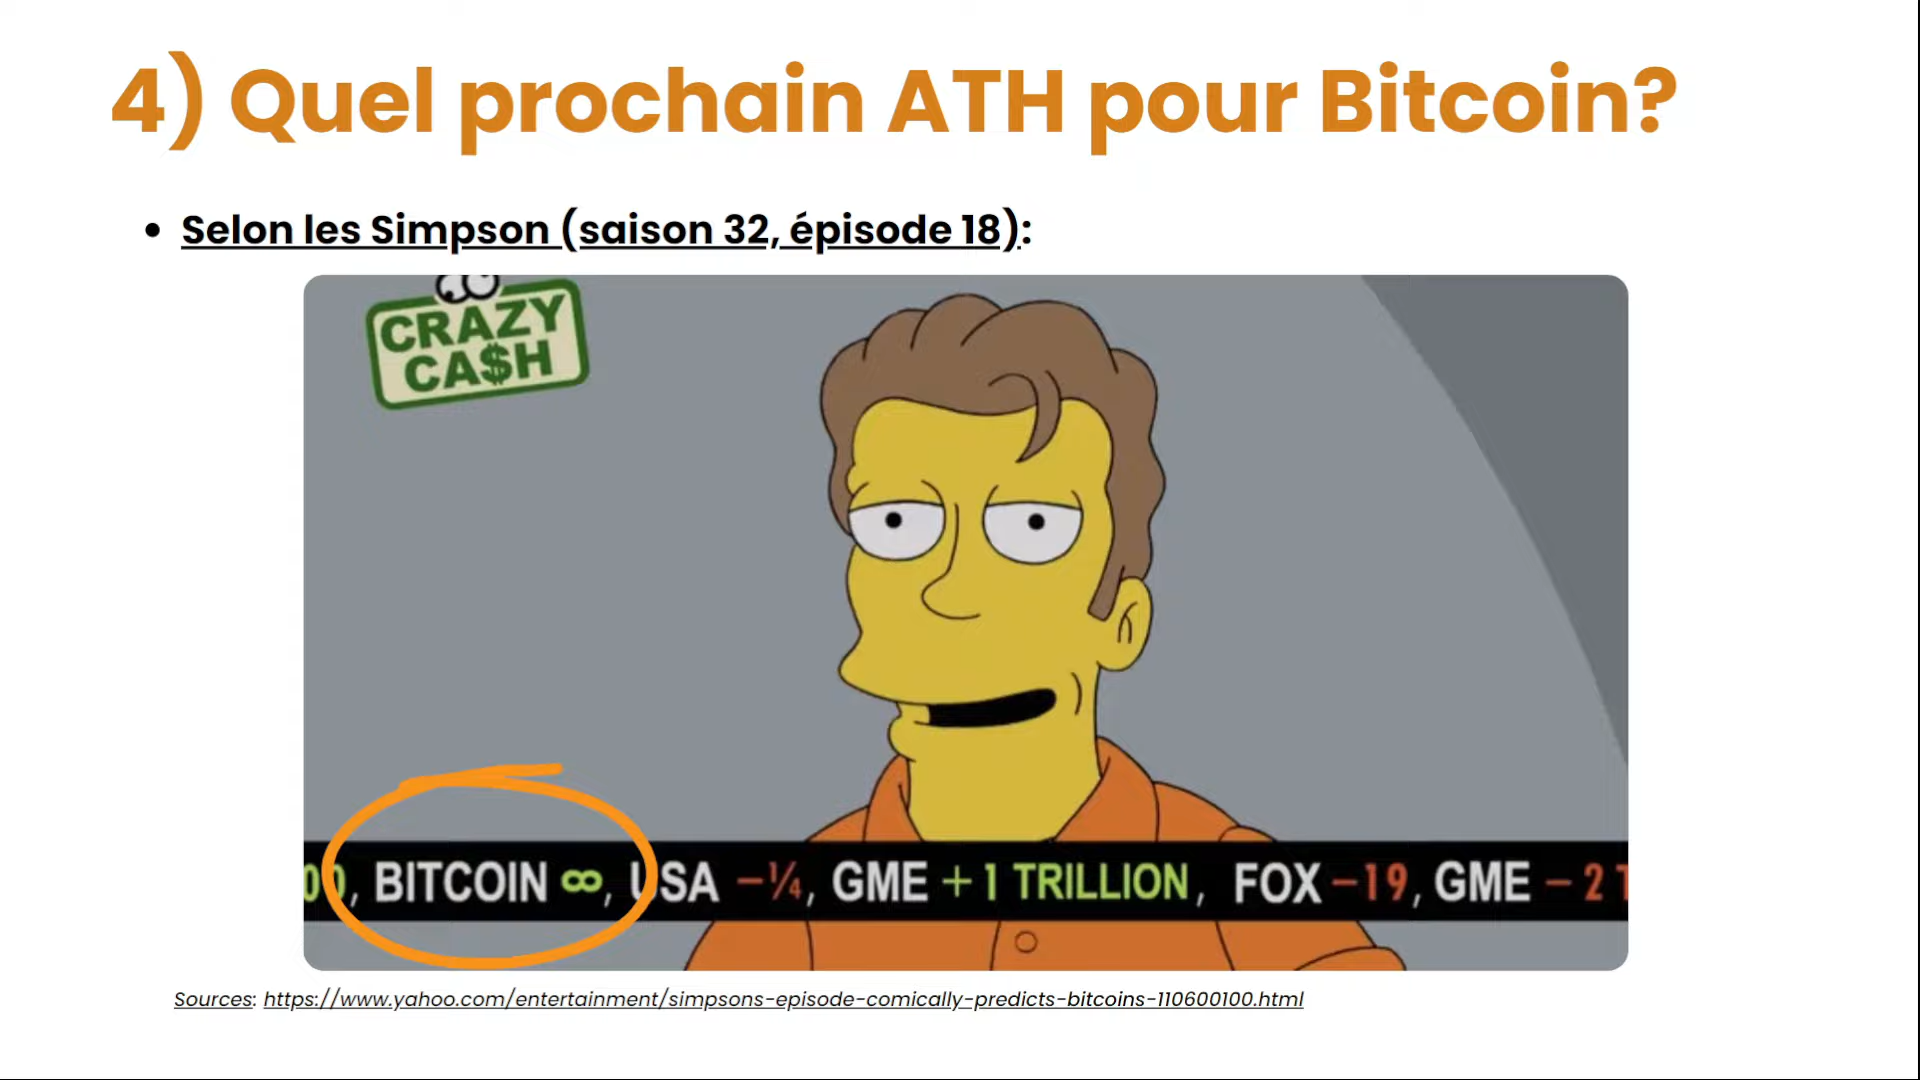 4) Quel prochain ATH pour Bitcoin?
• Selon les Simpson (saison 32, épisode 18):
CRAZY
CA$H
00, BITCOIN ∞, USA -¼, GME +1 TRILLION, FOX -19, GME - 2 T
Sources: https://www.yahoo.com/entertainment/simpsons-episode-comically-predicts-bitcoins-110600100.html